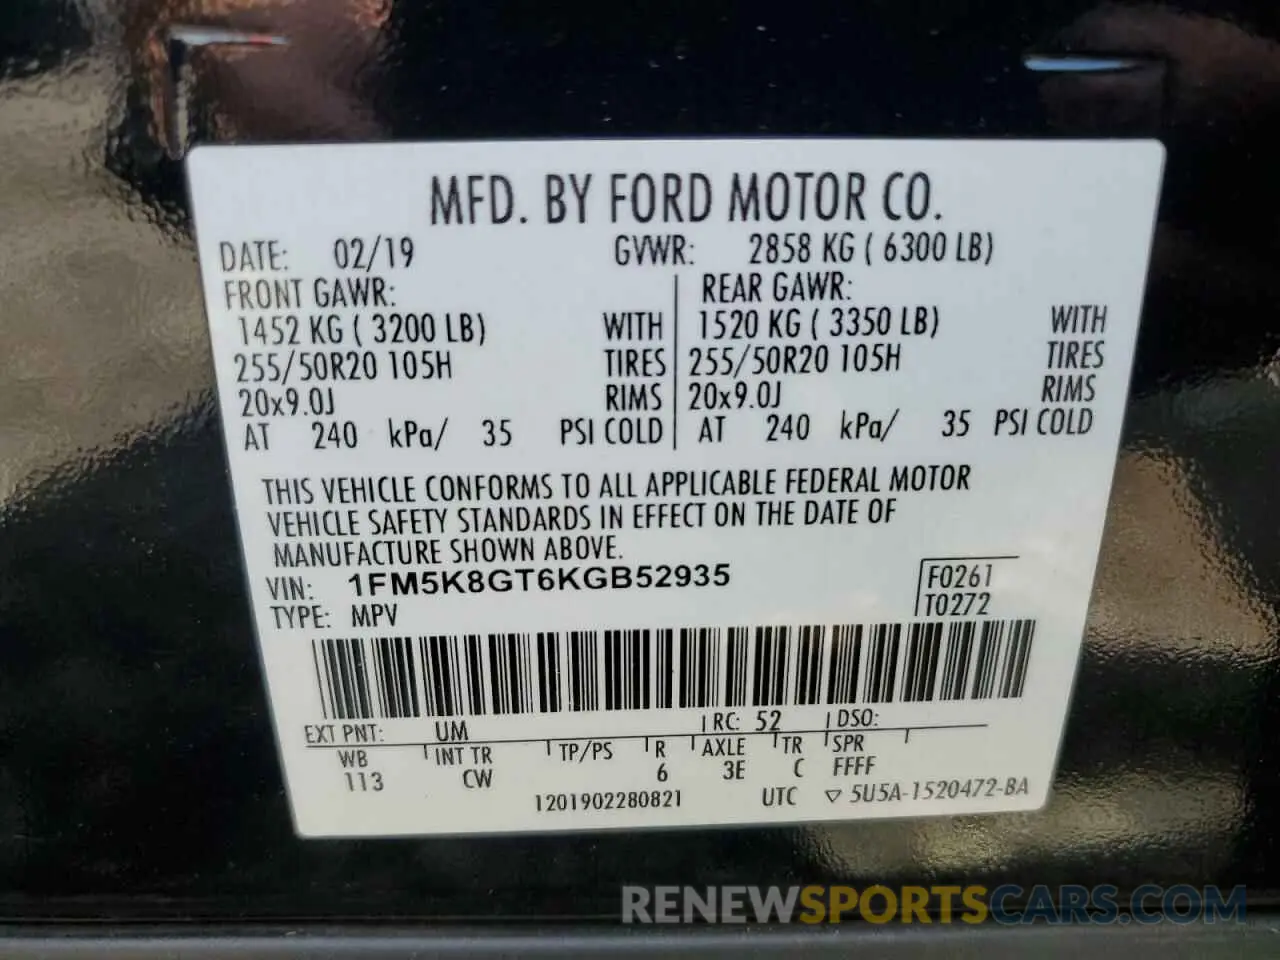 MFD. BY FORD MOTOR CO.
DATE: 02/19 GVWR: 2858 KG ( 6300 LB)
FRONT GAWR: REAR GAWR:
1452 KG ( 3200 LB) WITH 1520 KG ( 3350 LB) WITH
255/50R20 105H TIRES 255/50R20 105H TIRES
20x9.0J RIMS 20x9.0J RIMS
AT 240 kPa/ 35 PSI COLD AT 240 kPa/ 35 PSI COLD
THIS VEHICLE CONFORMS TO ALL APPLICABLE FEDERAL MOTOR
VEHICLE SAFETY STANDARDS IN EFFECT ON THE DATE OF
MANUFACTURE SHOWN ABOVE.
VIN: 1FM5K8GT6KGB52935 F0261
TYPE: MPV T0272
EXT PNT: UM RC: 52 DSO:
WB INT TR TP/PS R AXLE TR SPR
113 CW 6 3E C FFFF
1201902280821 UTC ▽ 5U5A-1520472-BA
RENEWSPORTSCARS.COM